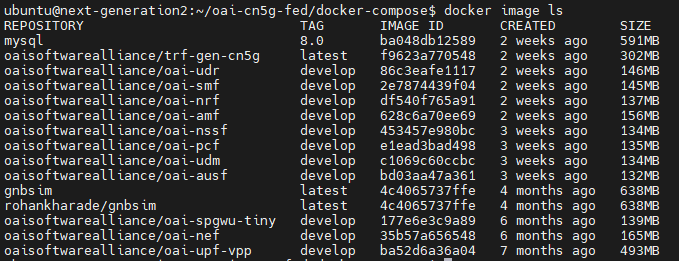 ubuntu@next-generation2:~/oai-cn5g-fed/docker-compose$ docker image ls
REPOSITORY TAG IMAGE ID CREATED SIZE
mysql 8.0 ba048db12589 2 weeks ago 591MB
oaisoftwarealliance/trf-gen-cn5g latest f9623a770548 2 weeks ago 302MB
oaisoftwarealliance/oai-udr develop 86c3eafe1117 2 weeks ago 146MB
oaisoftwarealliance/oai-smf develop 2e7874439f04 2 weeks ago 145MB
oaisoftwarealliance/oai-nrf develop df540f765a91 2 weeks ago 137MB
oaisoftwarealliance/oai-amf develop 628c6a70ee69 2 weeks ago 156MB
oaisoftwarealliance/oai-nssf develop 453457e980bc 3 weeks ago 134MB
oaisoftwarealliance/oai-pcf develop e1ead3bad498 3 weeks ago 135MB
oaisoftwarealliance/oai-udm develop c1069c60ccbc 3 weeks ago 134MB
oaisoftwarealliance/oai-ausf develop bd03aa47a361 3 weeks ago 132MB
gnbsim latest 4c4065737ffe 4 months ago 638MB
rohankharade/gnbsim latest 4c4065737ffe 4 months ago 638MB
oaisoftwarealliance/oai-spgwu-tiny develop 177e6e3c9a89 6 months ago 139MB
oaisoftwarealliance/oai-nef develop 35b57a656548 6 months ago 165MB
oaisoftwarealliance/oai-upf-vpp develop ba52d6a36a04 7 months ago 493MB